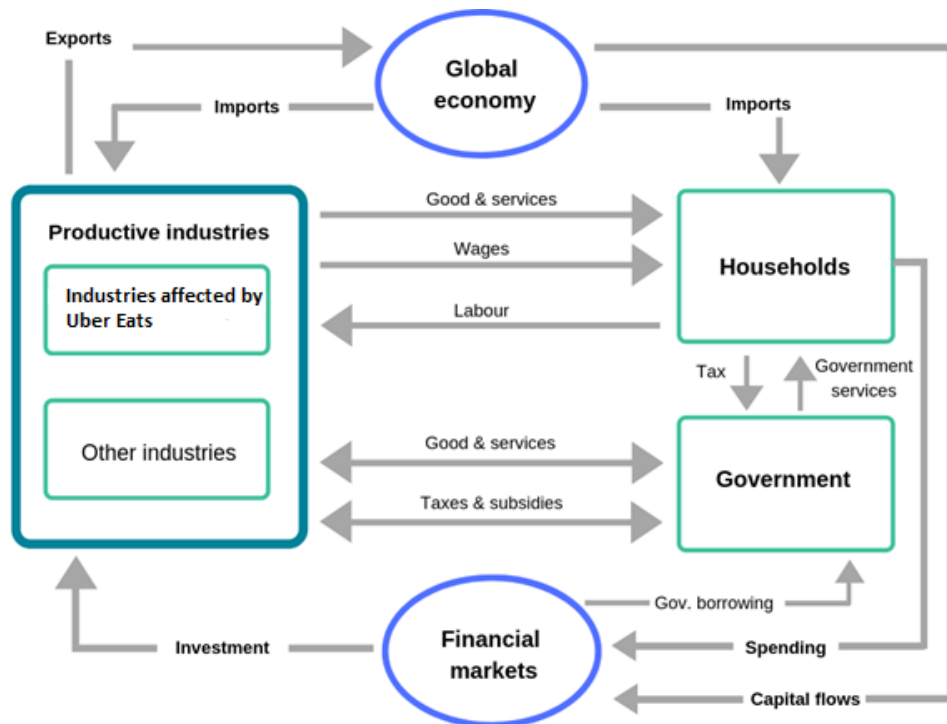 Exports
Global
economy
Imports
Imports
Productive industries
Industries affected by
Uber Eats
Other industries
Good & services
Wages
Labour
Households
Tax
Government
services
Good & services
Taxes & subsidies
Government
Gov. borrowing
Investment
Financial
markets
Spending
Capital flows